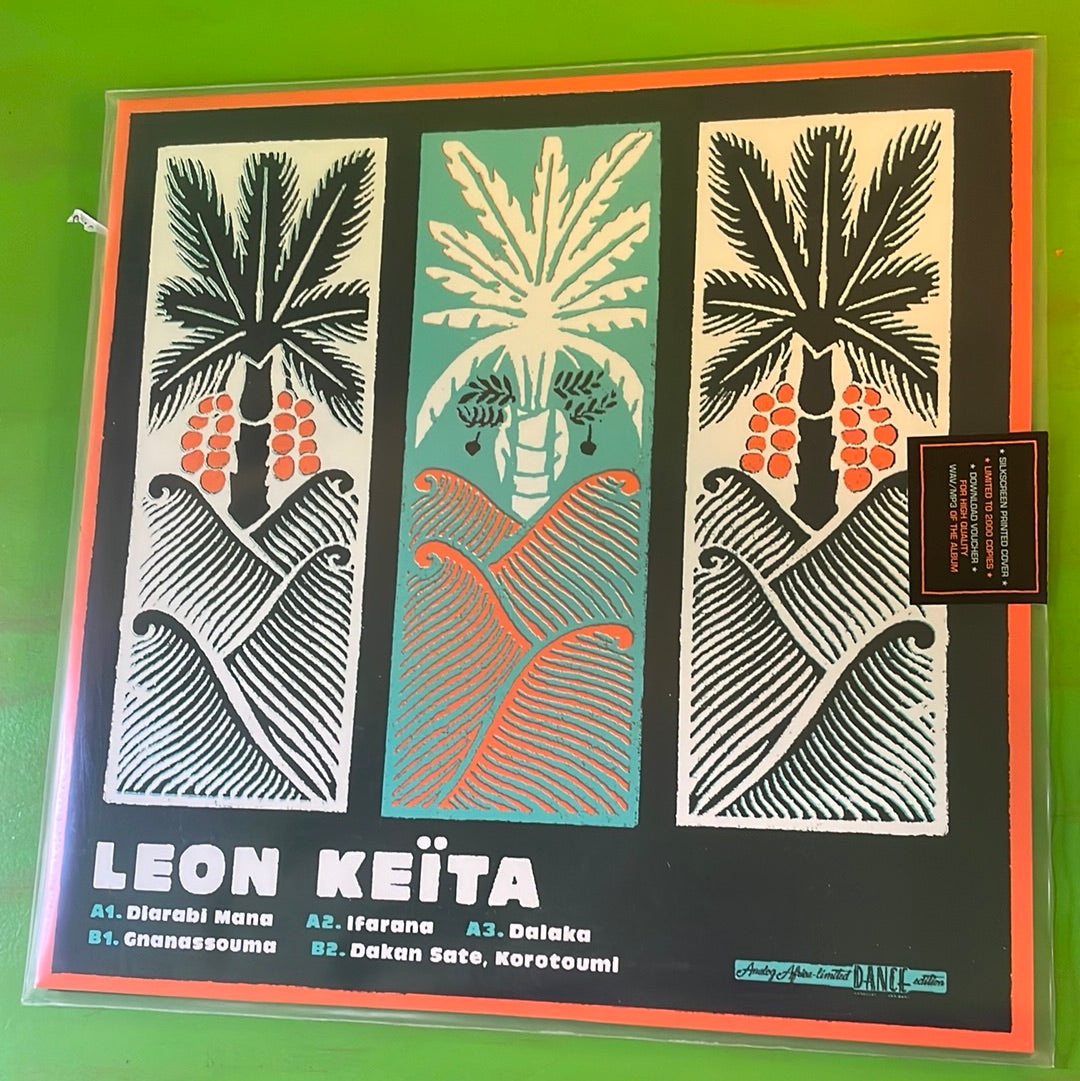 LEON KEÏTA
A1. Diarabi Mana A2. Ifarana A3. Dalaka
B1. Gnanassouma B2. Dakan Sate, Korotoumi
Analog Africa-limited DANCE edition
* SILKSCREEN PRINTED COVER *
* LIMITED TO 2000 COPIES *
* DOWNLOAD VOUCHER *
FOR HIGH QUALITY
WAV/MP3 OF THE ALBUM